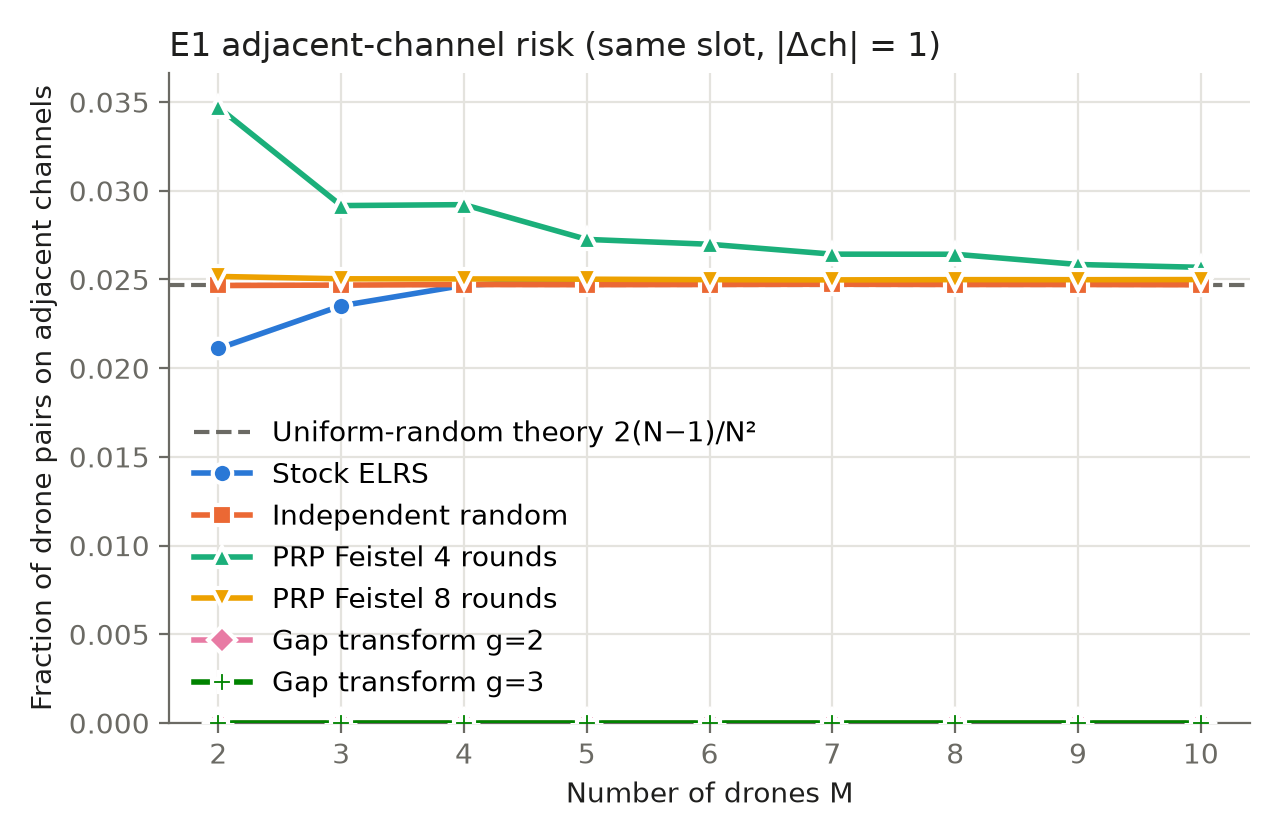 E1 adjacent-channel risk (same slot, |Δch| = 1)
Fraction of drone pairs on adjacent channels
0.035
0.030
0.025
0.020
0.015
0.010
0.005
0.000
Uniform-random theory 2(N−1)/N²
Stock ELRS
Independent random
PRP Feistel 4 rounds
PRP Feistel 8 rounds
Gap transform g=2
Gap transform g=3
2 3 4 5 6 7 8 9 10
Number of drones M